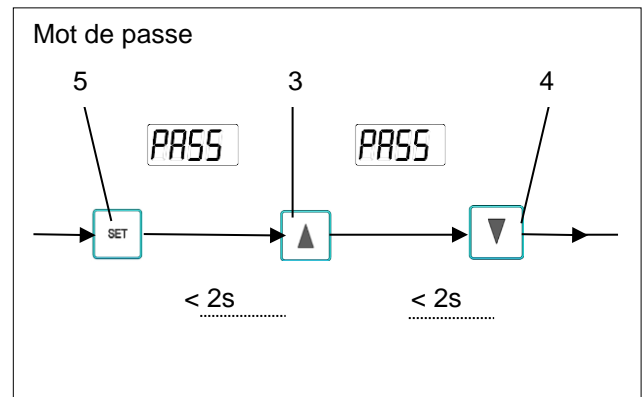 Mot de passe
5 3 4
PASS PASS
SET
< 2s < 2s